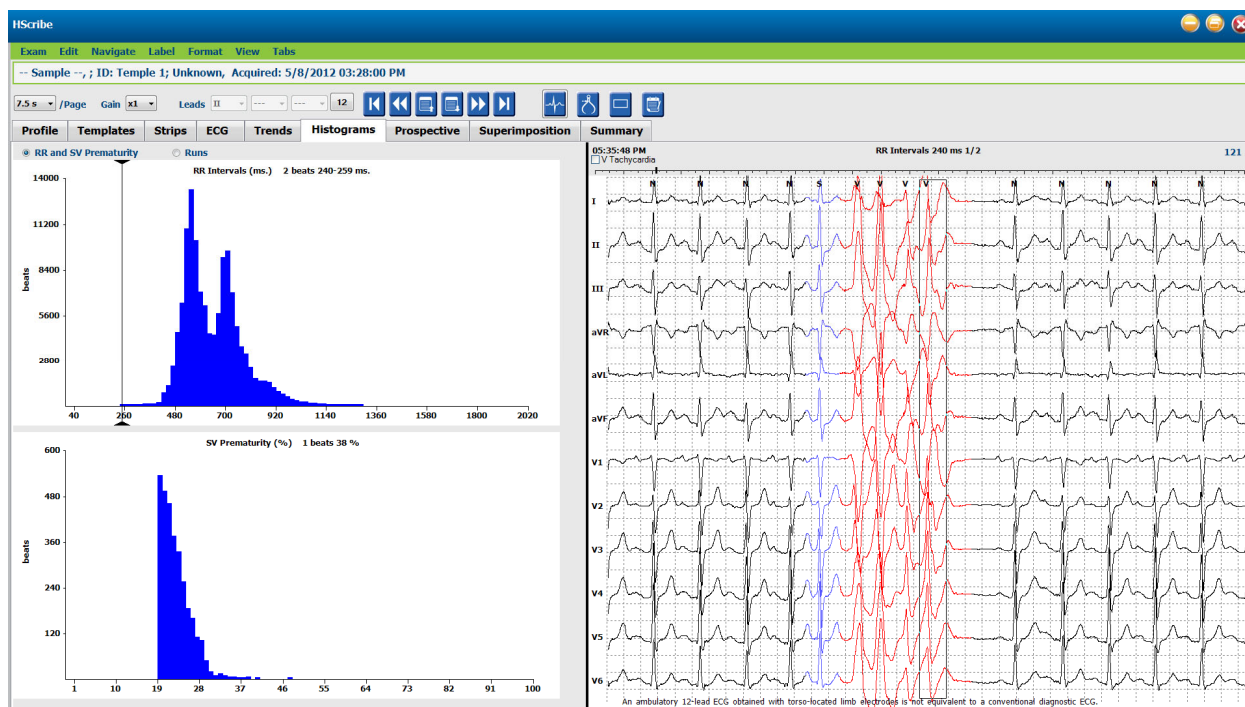 HScribe
Exam Edit Navigate Label Format View Tabs
-- Sample --, ; ID: Temple 1; Unknown, Acquired: 5/8/2012 03:28:00 PM
7.5 s /Page Gain x1 Leads II --- --- 12
Profile Templates Strips ECG Trends Histograms Prospective Superimposition Summary
RR and SV Prematurity Runs
RR Intervals (ms.) 2 beats 240-259 ms.
14000
11200
8400
5600
2800
beats
40 260 480 700 920 1140 1360 1580 1800 2020
SV Prematurity (%) 1 beats 38 %
600
480
360
240
120
beats
1 10 19 28 37 46 55 64 73 82 91 100
05:35:48 PM RR Intervals 240 ms 1/2 121
V Tachycardia
N N N N S V V V V N N N N N
I
II
III
aVR
aVL
aVF
V1
V2
V3
V4
V5
V6
An ambulatory 12-lead ECG obtained with torso-located limb electrodes is not equivalent to a conventional diagnostic ECG.